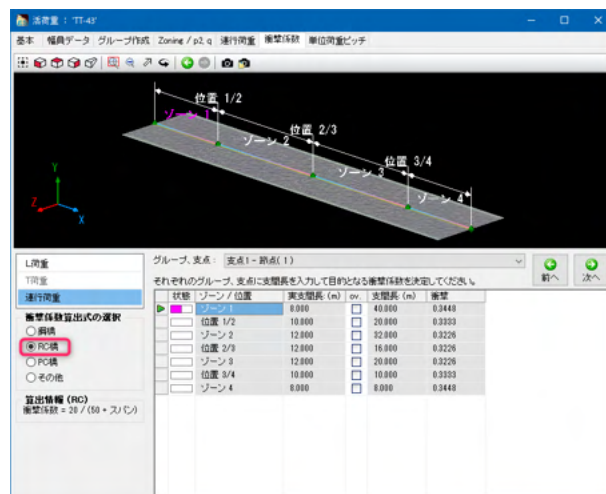 活荷重 : 'TT-43'
基本 幅員データ グループ作成 Zoning / p2, q 連行荷重 衝撃係数 単位荷重ピッチ
位置 1/2
ゾーン 1
位置 2/3
ゾーン 2
位置 3/4
ゾーン 3
ゾーン 4
Y
Z
X
L荷重
T荷重
連行荷重
衝撃係数算出式の選択
鋼橋
RC橋
PC橋
その他
算出情報 (RC)
衝撃係数 = 20 / (50 + スパン)
グループ、支点: 支点1 - 節点( 1 )
前へ 次へ
それぞれのグループ、支点に支間長を入力して目的となる衝撃係数を決定してください。
状態 ゾーン / 位置 実支間長 (m) ov. 支間長 (m) 衝撃
ゾーン 1 8.000 40.000 0.3448
位置 1/2 10.000 20.000 0.3333
ゾーン 2 12.000 32.000 0.3226
位置 2/3 12.000 16.000 0.3226
ゾーン 3 12.000 20.000 0.3226
位置 3/4 10.000 10.000 0.3333
ゾーン 4 8.000 8.000 0.3448